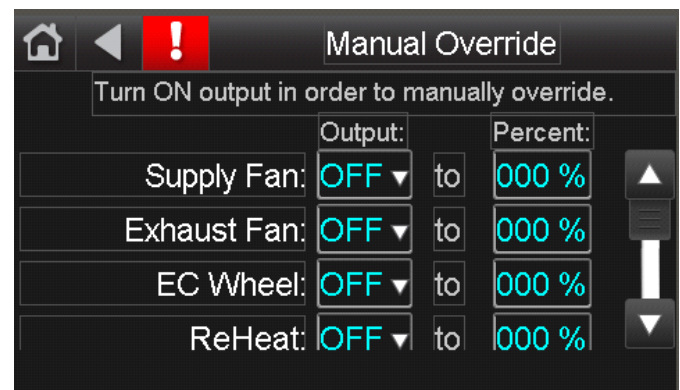 Manual Override
Turn ON output in order to manually override.
Output: Percent:
Supply Fan: OFF to 000 %
Exhaust Fan: OFF to 000 %
EC Wheel: OFF to 000 %
ReHeat: OFF to 000 %